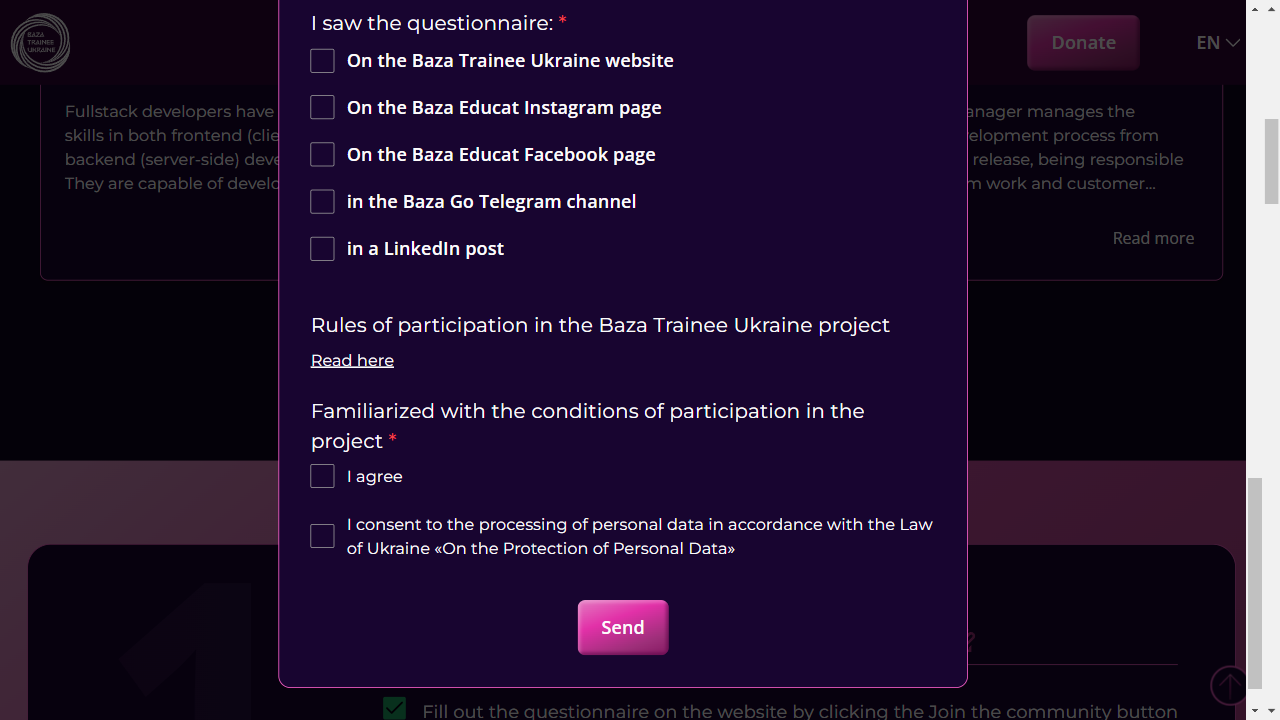 BAZA
TRAINEE
UKRAINE
Donate
EN
Fullstack developers have
skills in both frontend
backend (server-side)
They are capable of
manages the
process from
release, being responsible
work and customer...
Read more
I saw the questionnaire: *
On the Baza Trainee Ukraine website
On the Baza Educat Instagram page
On the Baza Educat Facebook page
in the Baza Go Telegram channel
in a LinkedIn post
Rules of participation in the Baza Trainee Ukraine project
Read here
Familiarized with the conditions of participation in the
project *
I agree
I consent to the processing of personal data in accordance with the Law
of Ukraine «On the Protection of Personal Data»
Send
1
?
Fill out the questionnaire on the website by clicking the Join the community button